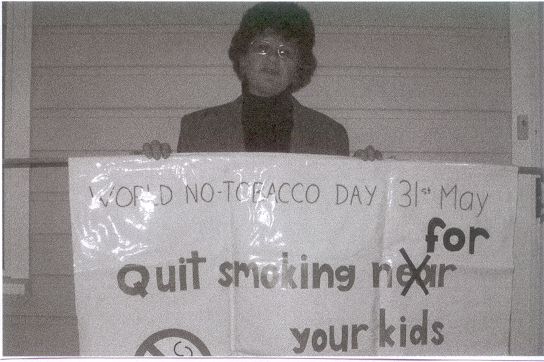 WORLD NO-TOBACCO DAY 31st May
for
Quit smoking near
your kids